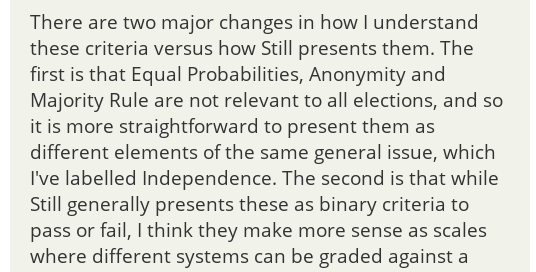 There are two major changes in how I understand
these criteria versus how Still presents them. The
first is that Equal Probabilities, Anonymity and
Majority Rule are not relevant to all elections, and so
it is more straightforward to present them as
different elements of the same general issue, which
I've labelled Independence. The second is that while
Still generally presents these as binary criteria to
pass or fail, I think they make more sense as scales
where different systems can be graded against a